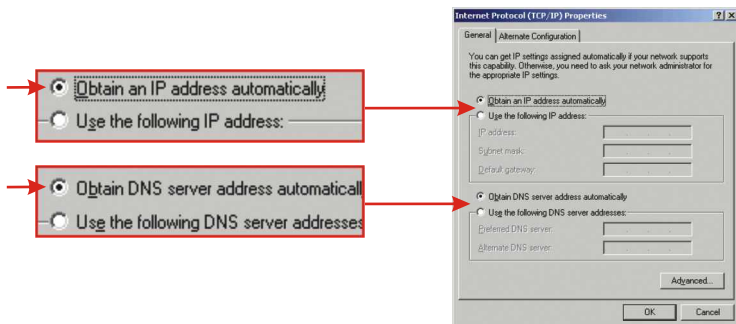 Obtain an IP address automatically
Use the following IP address:
Obtain DNS server address automaticall
Use the following DNS server addresses
Internet Protocol (TCP/IP) Properties
General
Alternate Configuration
You can get IP settings assigned automatically if your network supports
this capability. Otherwise, you need to ask your network administrator for
the appropriate IP settings.
Obtain an IP address automatically
Use the following IP address:
IP address:
Subnet mask:
Default gateway:
Obtain DNS server address automatically
Use the following DNS server addresses:
Preferred DNS server:
Alternate DNS server:
Advanced...
OK
Cancel